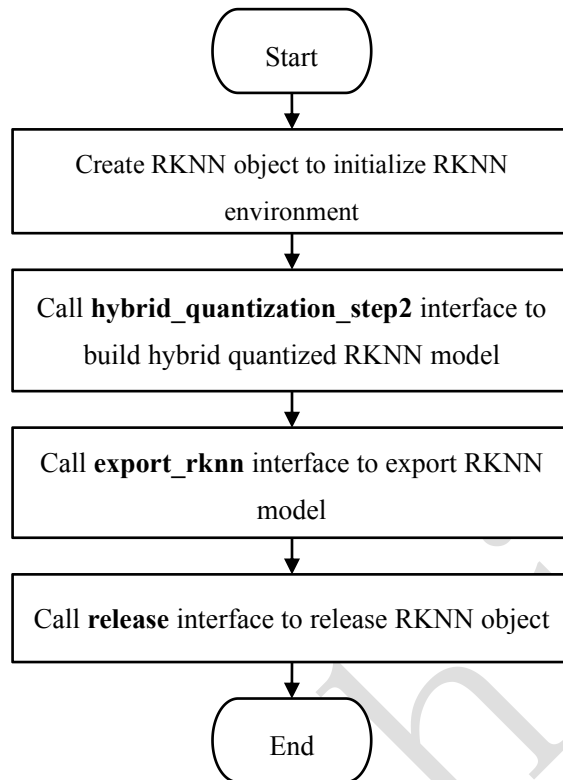 Start
Create RKNN object to initialize RKNN
environment
Call hybrid_quantization_step2 interface to
build hybrid quantized RKNN model
Call export_rknn interface to export RKNN
model
Call release interface to release RKNN object
End